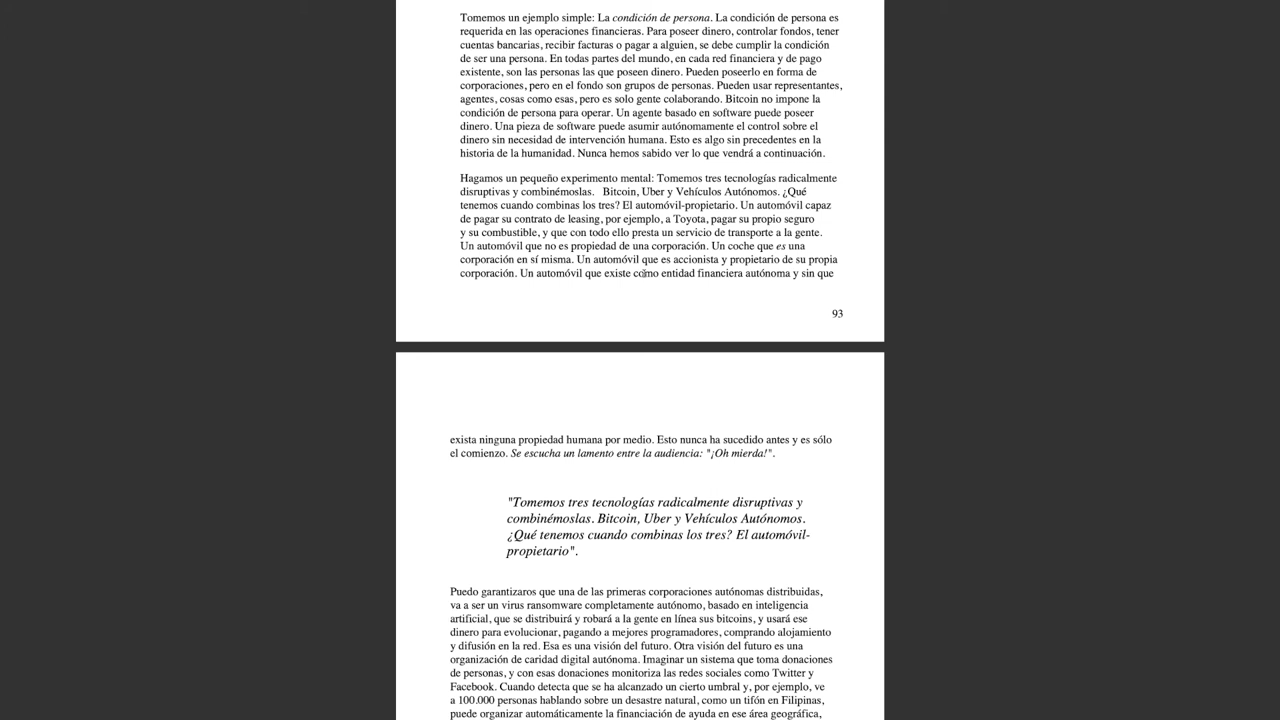 Tomemos un ejemplo simple: La condición de persona. La condición de persona es
requerida en las operaciones financieras. Para poseer dinero, controlar fondos, tener
cuentas bancarias, recibir facturas o pagar a alguien, se debe cumplir la condición
de ser una persona. En todas partes del mundo, en cada red financiera y de pago
existente, son las personas las que poseen dinero. Pueden poseerlo en forma de
corporaciones, pero en el fondo son grupos de personas. Pueden usar representantes,
agentes, cosas como esas, pero es solo gente colaborando. Bitcoin no impone la
condición de persona para operar. Un agente basado en software puede poseer
dinero. Una pieza de software puede asumir autónomamente el control sobre el
dinero sin necesidad de intervención humana. Esto es algo sin precedentes en la
historia de la humanidad. Nunca hemos sabido ver lo que vendrá a continuación.
Hagamos un pequeño experimento mental: Tomemos tres tecnologías radicalmente
disruptivas y combinémoslas. Bitcoin, Uber y Vehículos Autónomos. ¿Qué
tenemos cuando combinas los tres? El automóvil-propietario. Un automóvil capaz
de pagar su contrato de leasing, por ejemplo, a Toyota, pagar su propio seguro
y su combustible, y que con todo ello presta un servicio de transporte a la gente.
Un automóvil que no es propiedad de una corporación. Un coche que es una
corporación en sí misma. Un automóvil que es accionista y propietario de su propia
corporación. Un automóvil que existe como entidad financiera autónoma y sin que
93
exista ninguna propiedad humana por medio. Esto nunca ha sucedido antes y es sólo
el comienzo. Se escucha un lamento entre la audiencia: "¡Oh mierda!".
"Tomemos tres tecnologías radicalmente disruptivas y
combinémoslas. Bitcoin, Uber y Vehículos Autónomos.
¿Qué tenemos cuando combinas los tres? El automóvil-
propietario".
Puedo garantizaros que una de las primeras corporaciones autónomas distribuidas,
va a ser un virus ransomware completamente autónomo, basado en inteligencia
artificial, que se distribuirá y robará a la gente en línea sus bitcoins, y usará ese
dinero para evolucionar, pagando a mejores programadores, comprando alojamiento
y difusión en la red. Esa es una visión del futuro. Otra visión del futuro es una
organización de caridad digital autónoma. Imaginar un sistema que toma donaciones
de personas, y con esas donaciones monitoriza las redes sociales como Twitter y
Facebook. Cuando detecta que se ha alcanzado un cierto umbral y, por ejemplo, ve
a 100.000 personas hablando sobre un desastre natural, como un tifón en Filipinas,
puede organizar automáticamente la financiación de ayuda en ese área geográfica,